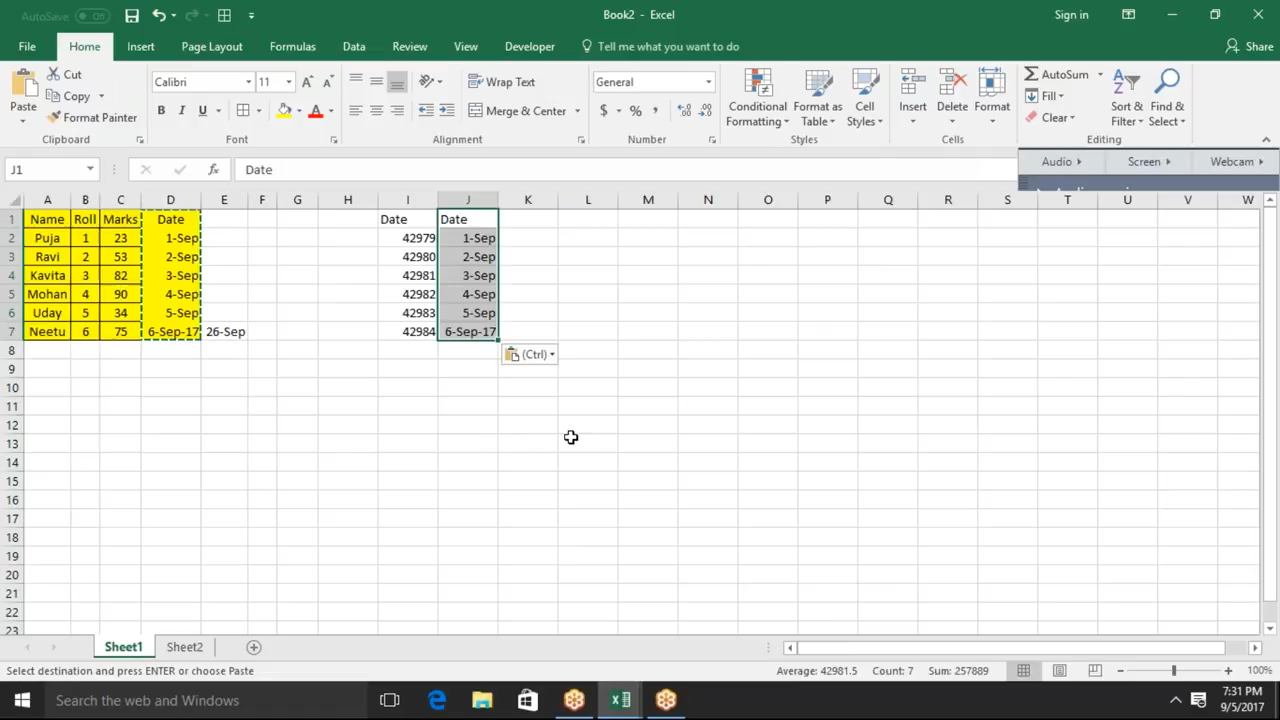 AutoSave Off Book2 - Excel Sign in
File Home Insert Page Layout Formulas Data Review View Developer Tell me what you want to do Share
Cut Calibri 11 Wrap Text General AutoSum
Paste Copy Conditional Formatting Format as Table Cell Styles Insert Delete Format Fill Sort & Filter Find & Select
Format Painter B I U Merge & Center $ % , Clear
Clipboard Font Alignment Number Styles Cells Editing
J1 fx Date Audio Screen Webcam
A B C D E F G H I J K L M N O P Q R S T U V W
1 Name Roll Marks Date Date Date
2 Puja 1 23 1-Sep 42979 1-Sep
3 Ravi 2 53 2-Sep 42980 2-Sep
4 Kavita 3 82 3-Sep 42981 3-Sep
5 Mohan 4 90 4-Sep 42982 4-Sep
6 Uday 5 34 5-Sep 42983 5-Sep
7 Neetu 6 75 6-Sep-17 26-Sep 42984 6-Sep-17
8 (Ctrl)
9
10
11
12
13
14
15
16
17
18
19
20
21
22
23
Sheet1 Sheet2
Select destination and press ENTER or choose Paste Average: 42981.5 Count: 7 Sum: 257889 100%
Search the web and Windows 7:31 PM
9/5/2017